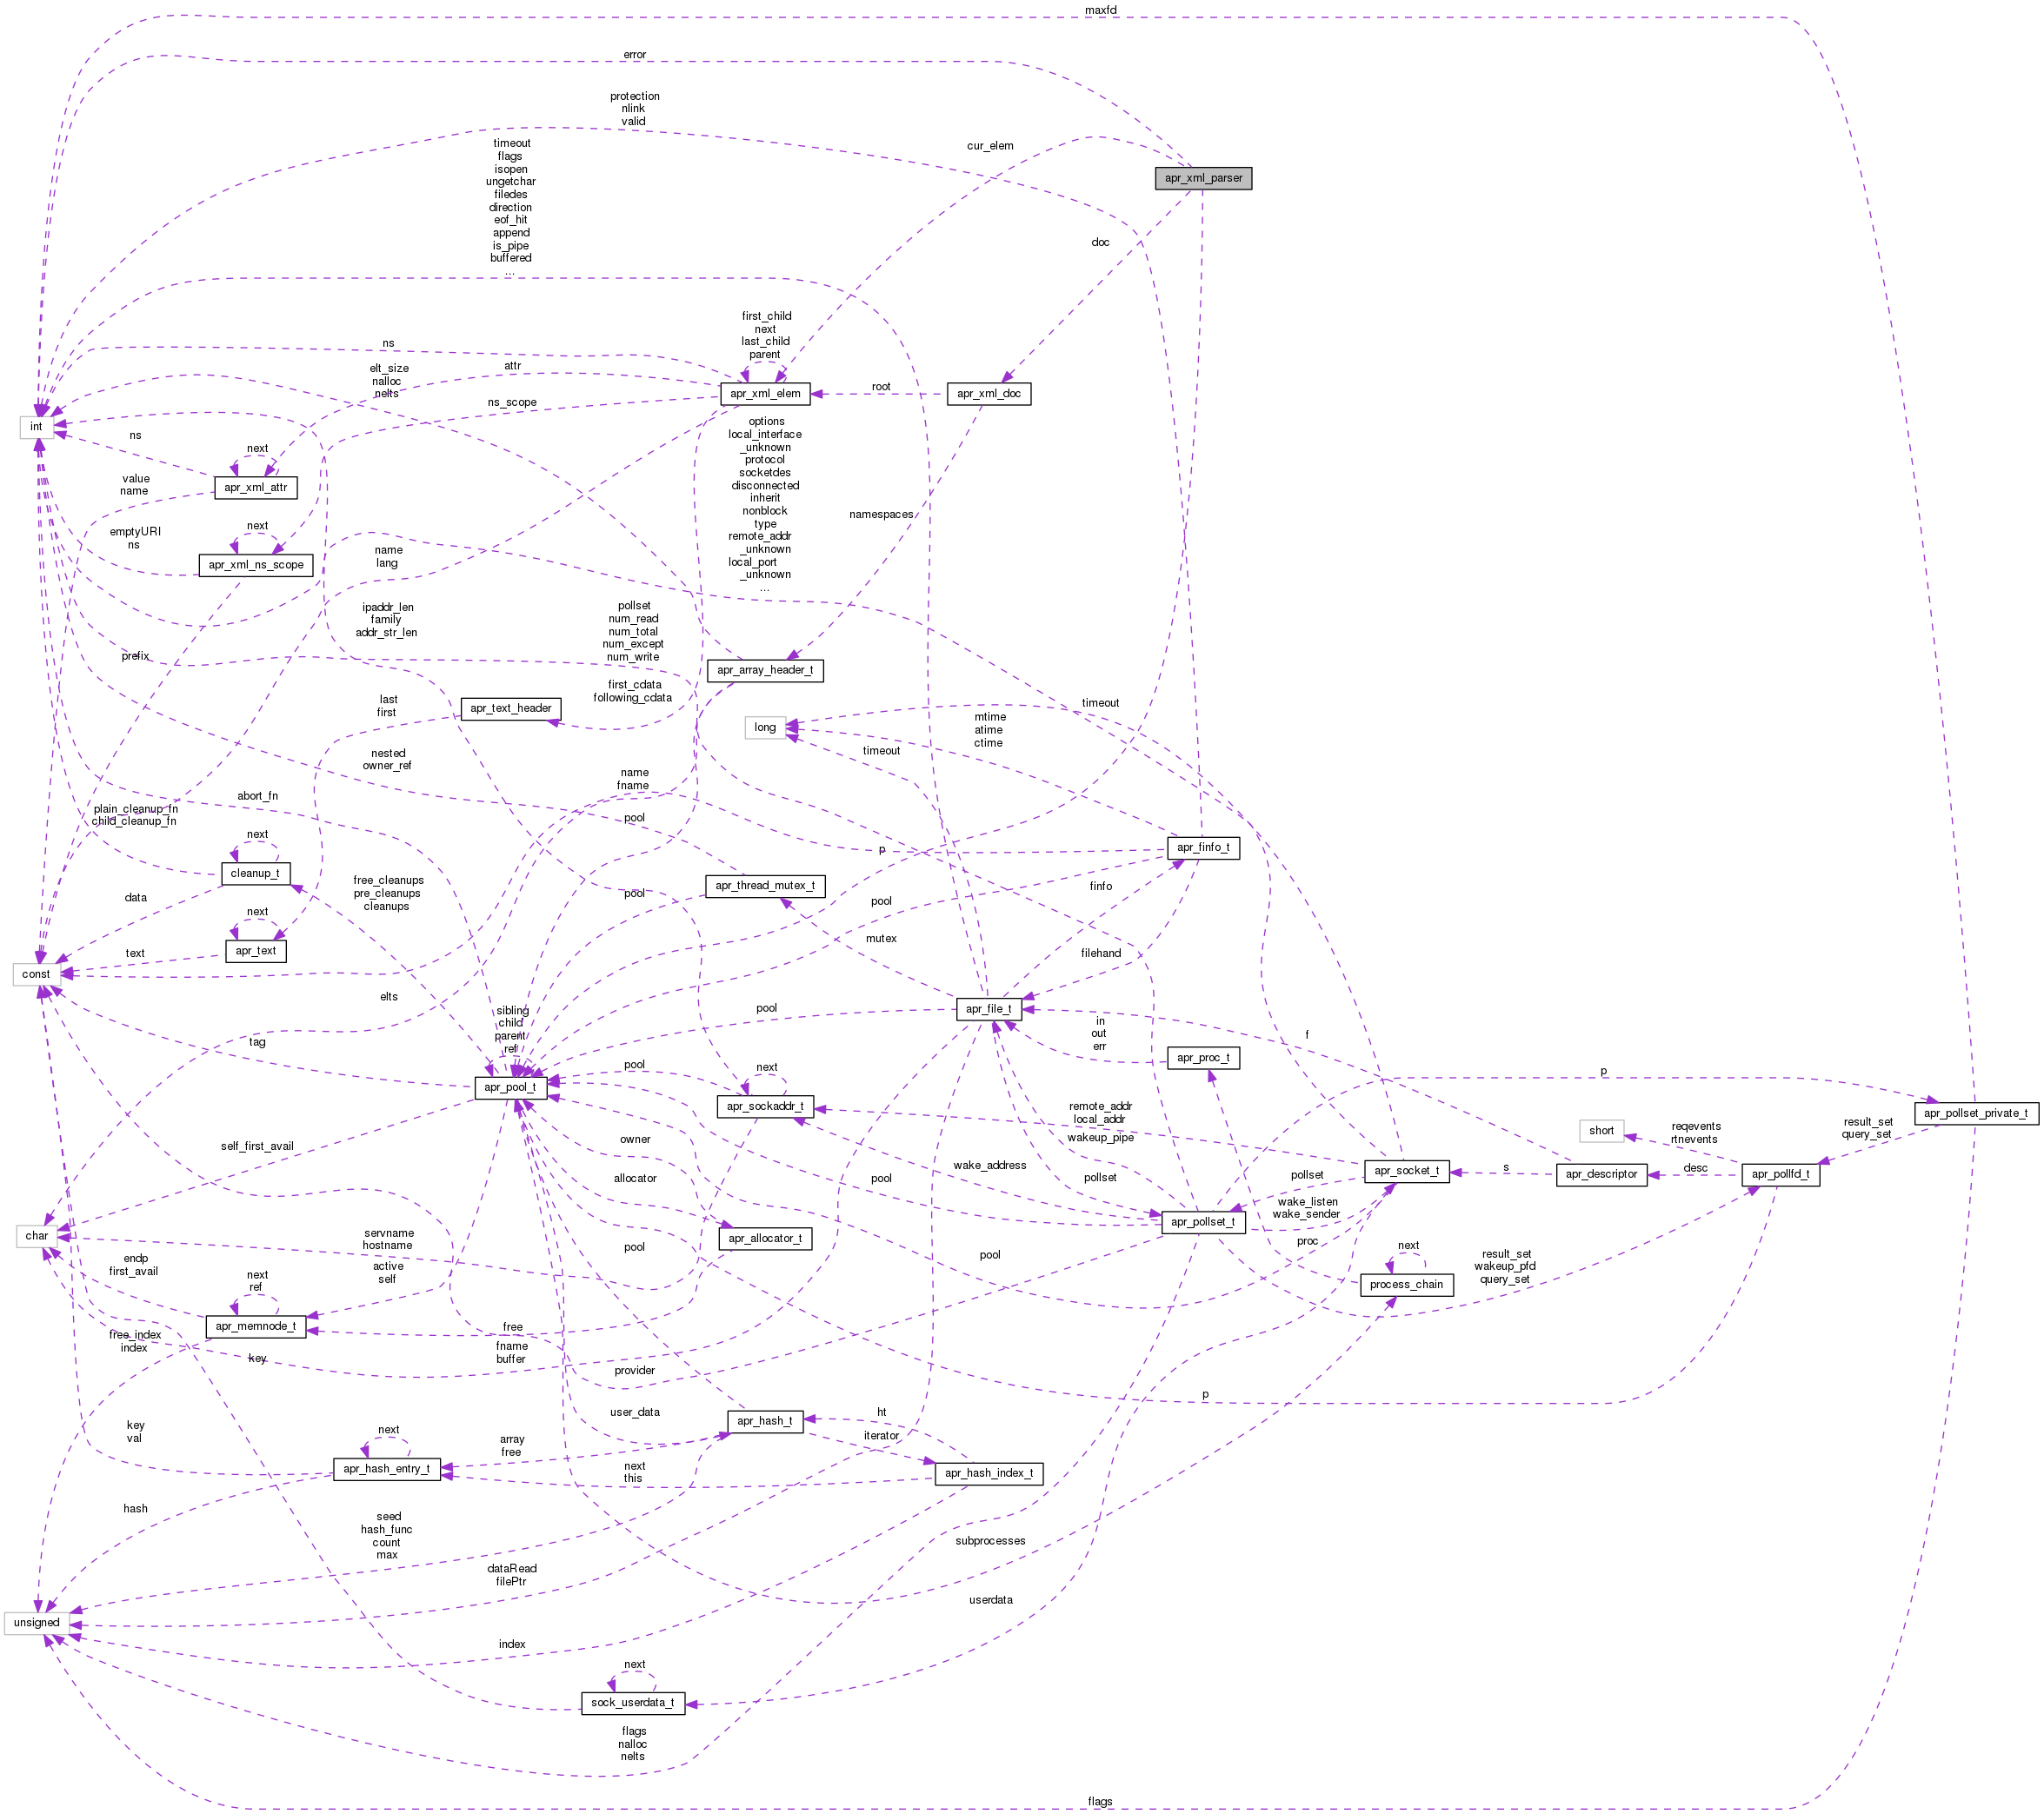 maxfd
error
protection
nlink
valid
timeout
flags
isopen
ungetchar
filedes
direction
eof_hit
append
is_pipe
buffered
...
cur_elem
apr_xml_parser
doc
first_child
next
last_child
parent
ns
attr
elt_size
nalloc
nelts
ns_scope
apr_xml_elem
root
apr_xml_doc
int
ns
next
apr_xml_attr
value
name
options
local_interface
_unknown
protocol
socketdes
disconnected
inherit
nonblock
type
remote_addr
_unknown
local_port
_unknown
...
namespaces
emptyURI
ns
next
apr_xml_ns_scope
name
lang
ipaddr_len
family
addr_str_len
pollset
num_read
num_total
num_except
num_write
prefix
apr_array_header_t
first_cdata
following_cdata
last
first
apr_text_header
long
mtime
atime
ctime
timeout
timeout
nested
owner_ref
name
fname
abort_fn
plain_cleanup_fn
child_cleanup_fn
pool
p
apr_finfo_t
next
cleanup_t
free_cleanups
pre_cleanups
cleanups
data
pool
apr_thread_mutex_t
pool
finfo
next
apr_text
text
mutex
filehand
const
elts
sibling
child
parent
ref
pool
apr_file_t
in
out
err
f
tag
apr_pool_t
pool
next
apr_sockaddr_t
apr_proc_t
p
apr_pollset_private_t
self_first_avail
owner
remote_addr
local_addr
wakeup_pipe
short
reqevents
rtnevents
result_set
query_set
allocator
wake_address
pool
pollset
pollset
apr_socket_t
s
apr_descriptor
desc
apr_pollfd_t
char
servname
hostname
apr_allocator_t
apr_pollset_t
wake_listen
wake_sender
endp
first_avail
active
self
pool
pool
proc
next
process_chain
result_set
wakeup_pfd
query_set
next
ref
apr_memnode_t
free
free_index
index
key
fname
buffer
provider
p
key
val
user_data
apr_hash_t
ht
iterator
next
apr_hash_entry_t
array
free
next
this
apr_hash_index_t
hash
seed
hash_func
count
max
dataRead
filePtr
subprocesses
userdata
unsigned
index
next
sock_userdata_t
flags
nalloc
nelts
flags